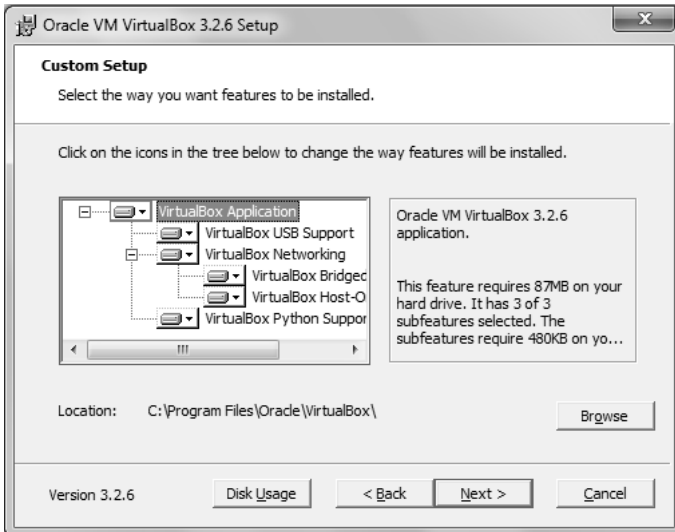 Oracle VM VirtualBox 3.2.6 Setup
Custom Setup
Select the way you want features to be installed.
Click on the icons in the tree below to change the way features will be installed.
VirtualBox Application
VirtualBox USB Support
VirtualBox Networking
VirtualBox Bridged
VirtualBox Host-O
VirtualBox Python Suppor
Oracle VM VirtualBox 3.2.6
application.
This feature requires 87MB on your
hard drive. It has 3 of 3
subfeatures selected. The
subfeatures require 480KB on yo...
Location: C:\Program Files\Oracle\VirtualBox\
Browse
Version 3.2.6
Disk Usage
< Back
Next >
Cancel